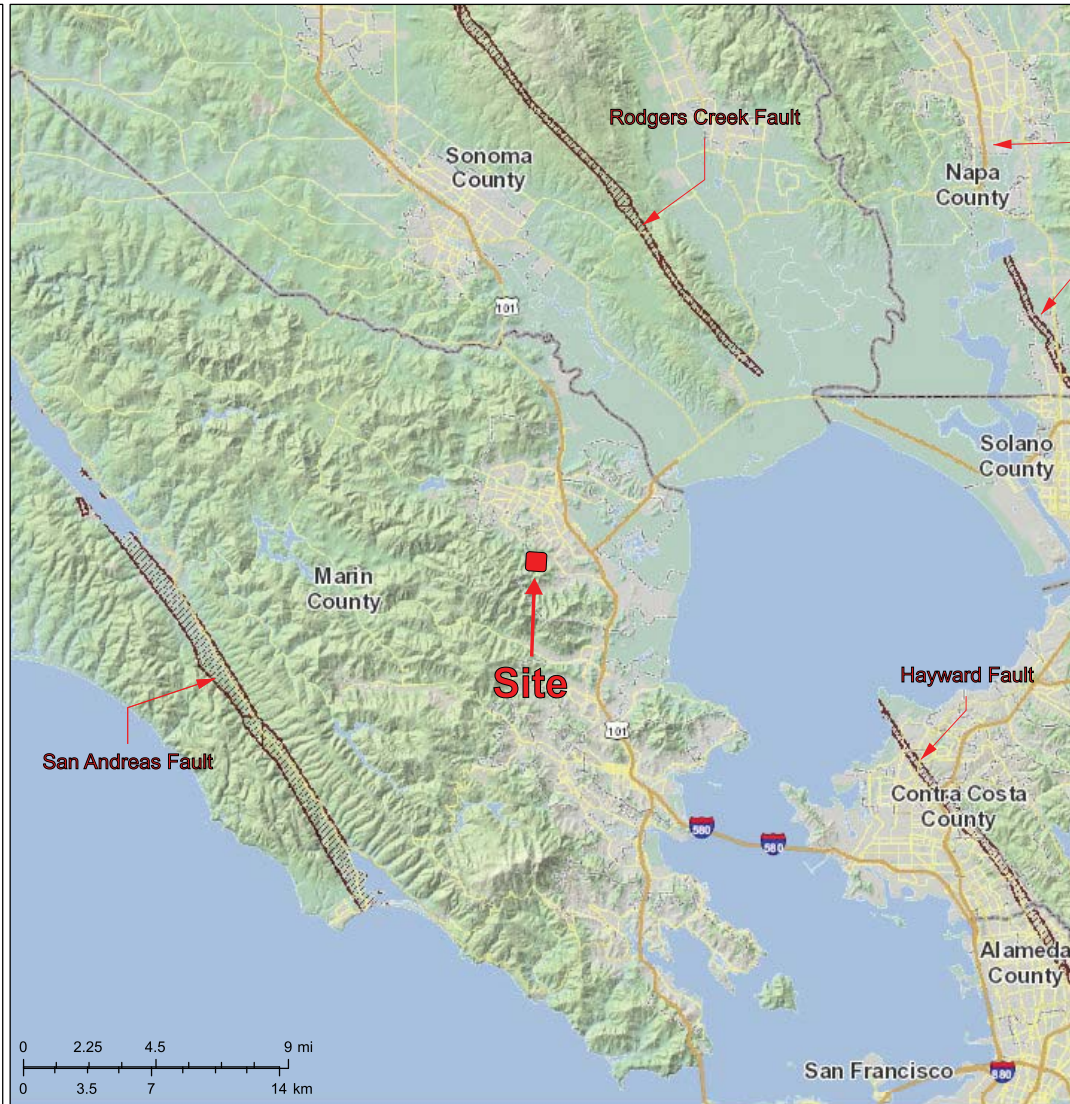 Rodgers Creek Fault
Sonoma
County
Napa
County
101
Solano
County
Marin
County
Site
Hayward Fault
101
San Andreas Fault
Contra Costa
County
580
580
Alameda
County
0 2.25 4.5 9 mi
0 3.5 7 14 km
San Francisco
880